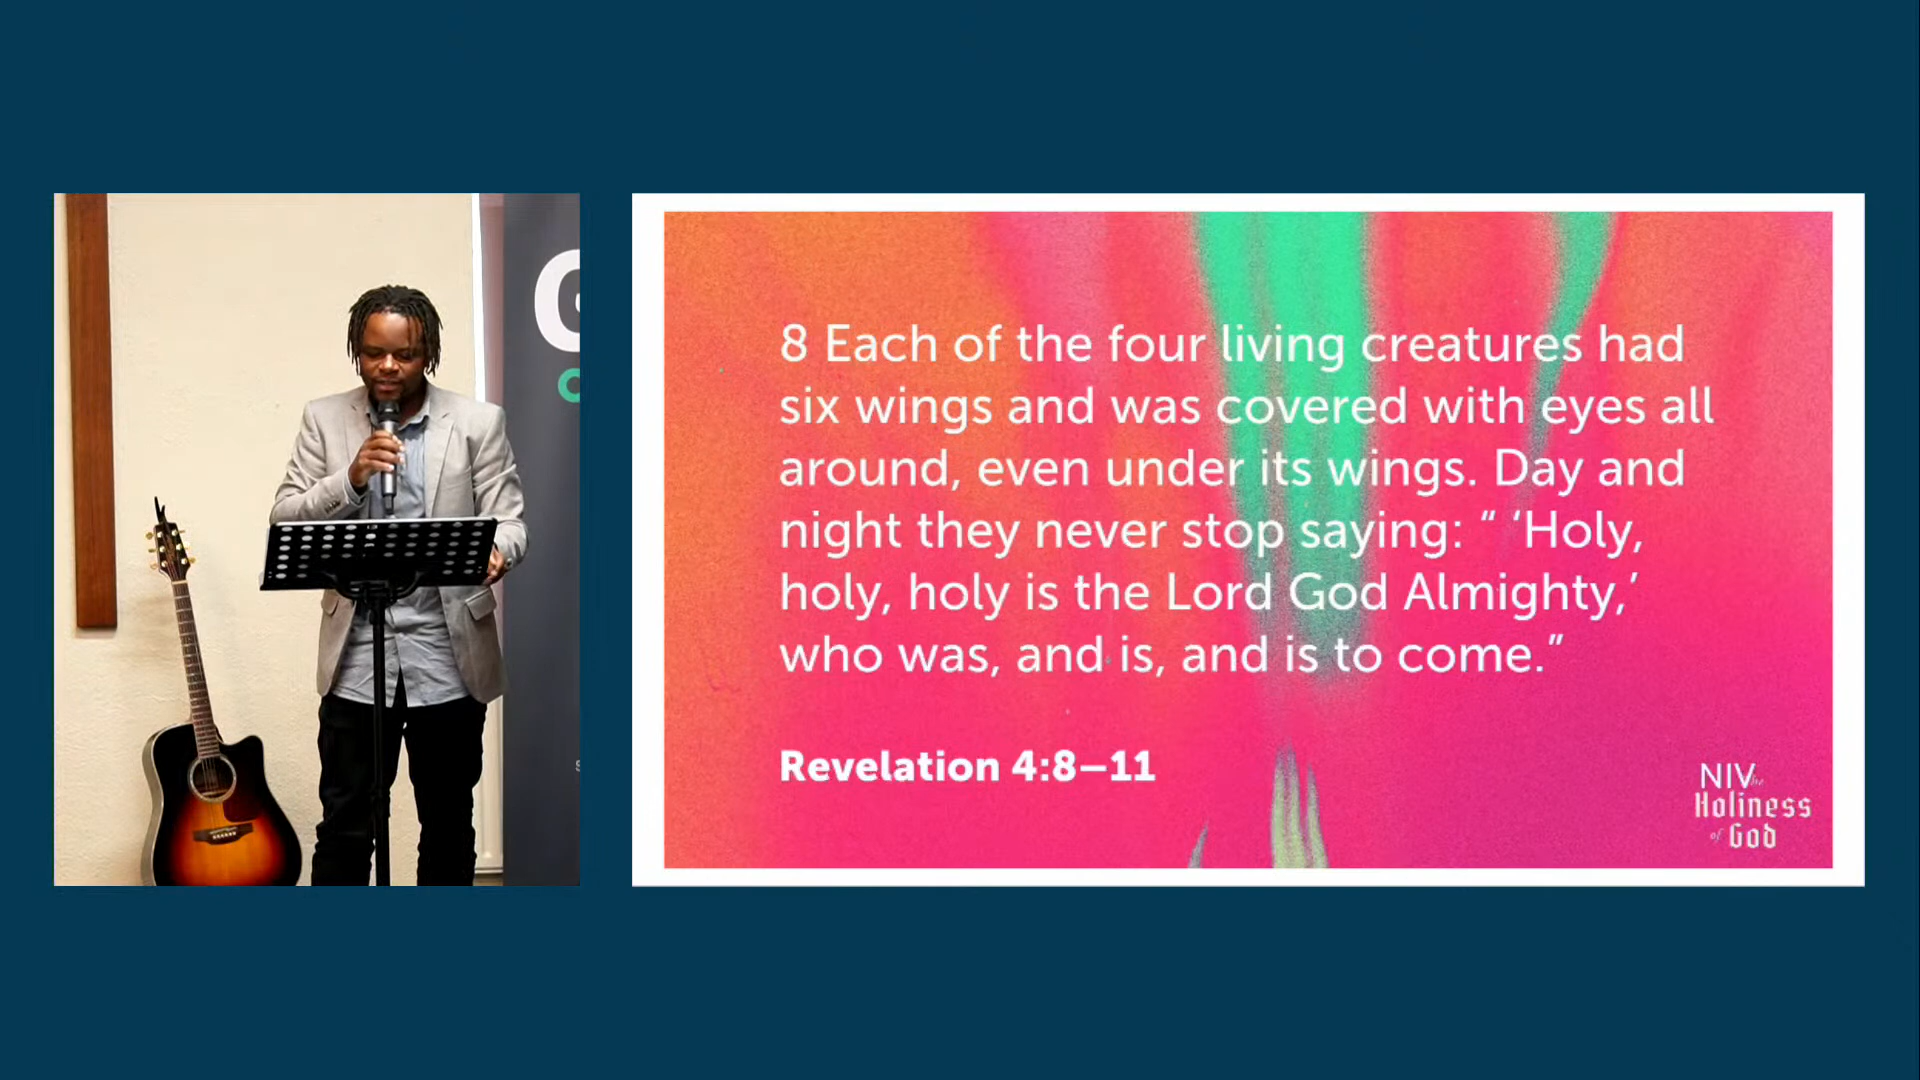 8 Each of the four living creatures had
six wings and was covered with eyes all
around, even under its wings. Day and
night they never stop saying: “ ‘Holy,
holy, holy is the Lord God Almighty,’
who was, and is, and is to come.”
Revelation 4:8–11
NIV
the
Holiness
of God